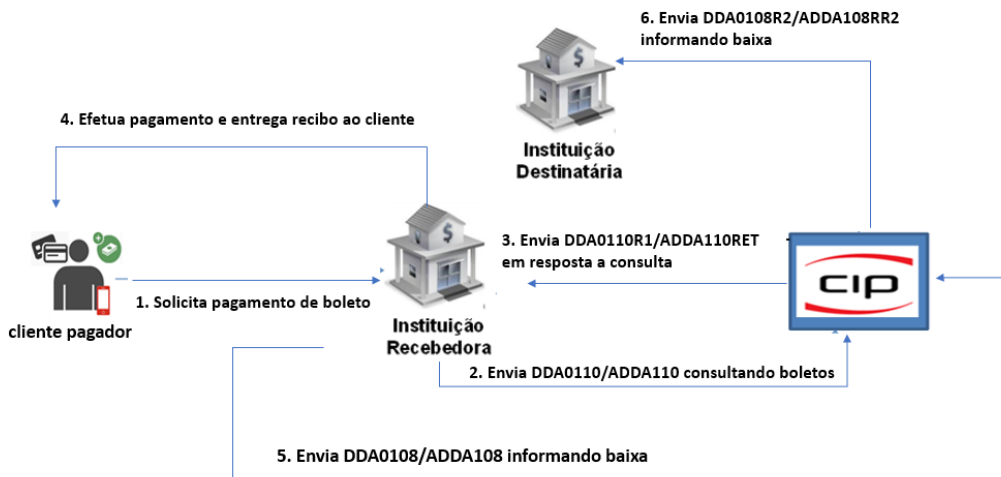 6. Envia DDA0108R2/ADDA108RR2
informando baixa
4. Efetua pagamento e entrega recibo ao cliente
Instituição
Destinatária
3. Envia DDA0110R1/ADDA110RET
em resposta a consulta
CIP
1. Solicita pagamento de boleto
cliente pagador
Instituição
Recebedora
2. Envia DDA0110/ADDA110 consultando boletos
5. Envia DDA0108/ADDA108 informando baixa